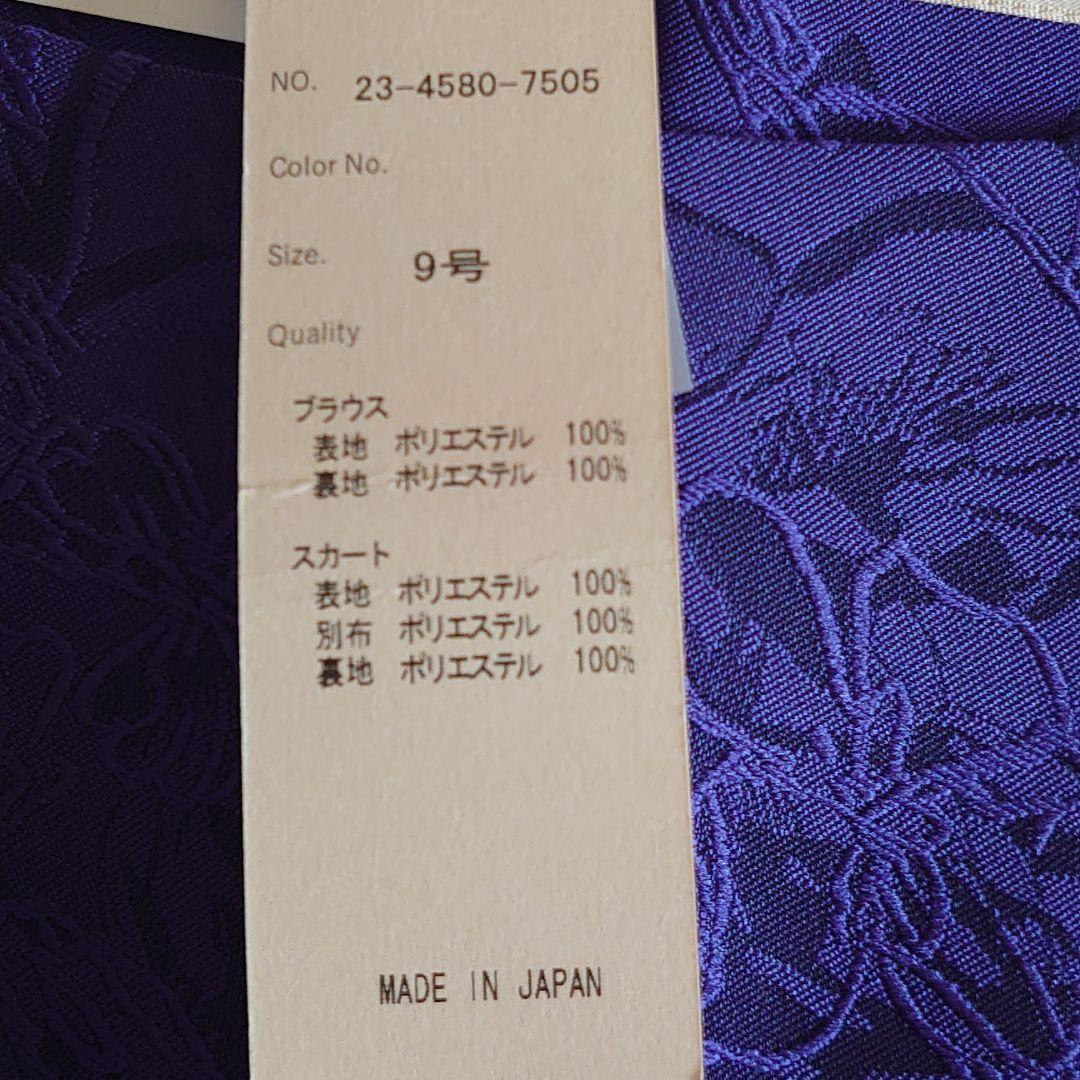 NO. 23-4580-7505
Color No.
Size. 9号
Quality
ブラウス
表地 ポリエステル 100%
裏地 ポリエステル 100%
スカート
表地 ポリエステル 100%
別布 ポリエステル 100%
裏地 ポリエステル 100%
MADE IN JAPAN